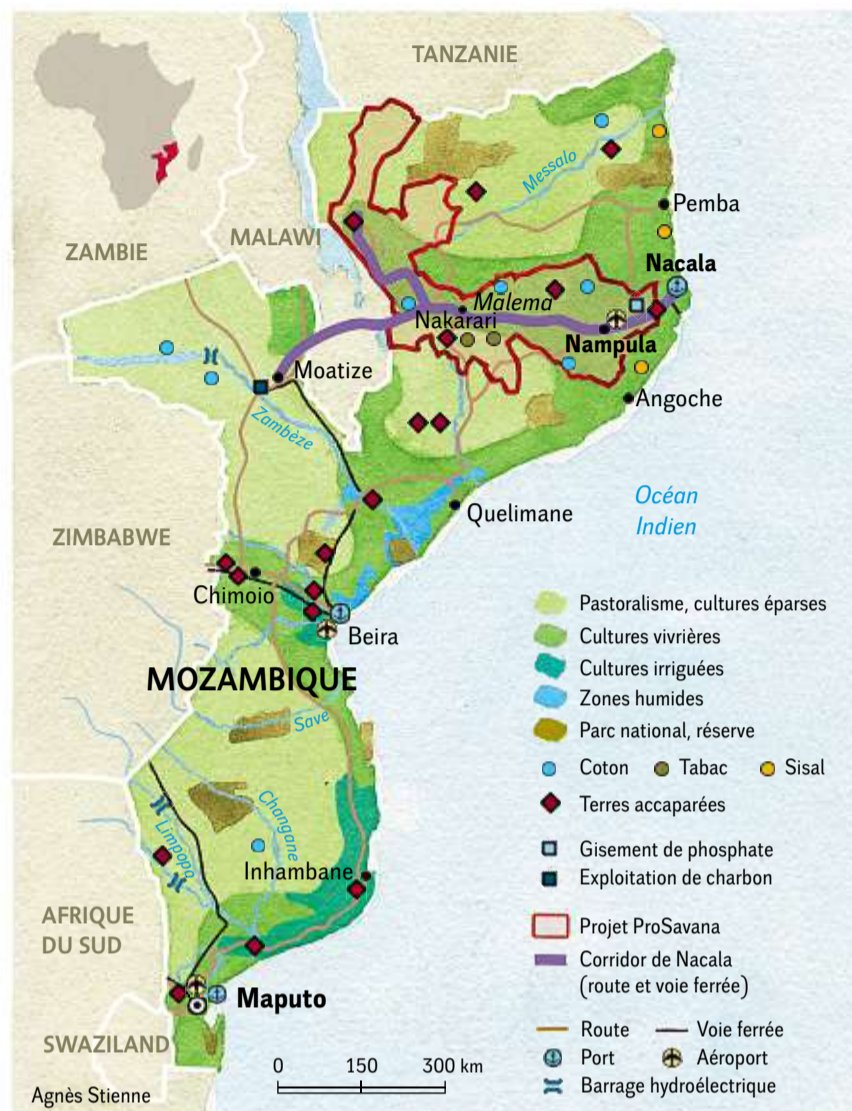 TANZANIE
Messalo
Pemba
ZAMBIE
MALAWI
Nacala
Malema
Nakarari
Nampula
Moatize
Angoche
Zambèze
Océan
Indien
Quelimane
ZIMBABWE
Chimoio
Beira
MOZAMBIQUE
Save
Changane
Limpopo
Inhambane
AFRIQUE
DU SUD
Maputo
SWAZILAND
0 150 300 km
Agnès Stienne
Pastoralisme, cultures éparses
Cultures vivrières
Cultures irriguées
Zones humides
Parc national, réserve
Coton Tabac Sisal
Terres accaparées
Gisement de phosphate
Exploitation de charbon
Projet ProSavana
Corridor de Nacala
(route et voie ferrée)
Route Voie ferrée
Port Aéroport
Barrage hydroélectrique